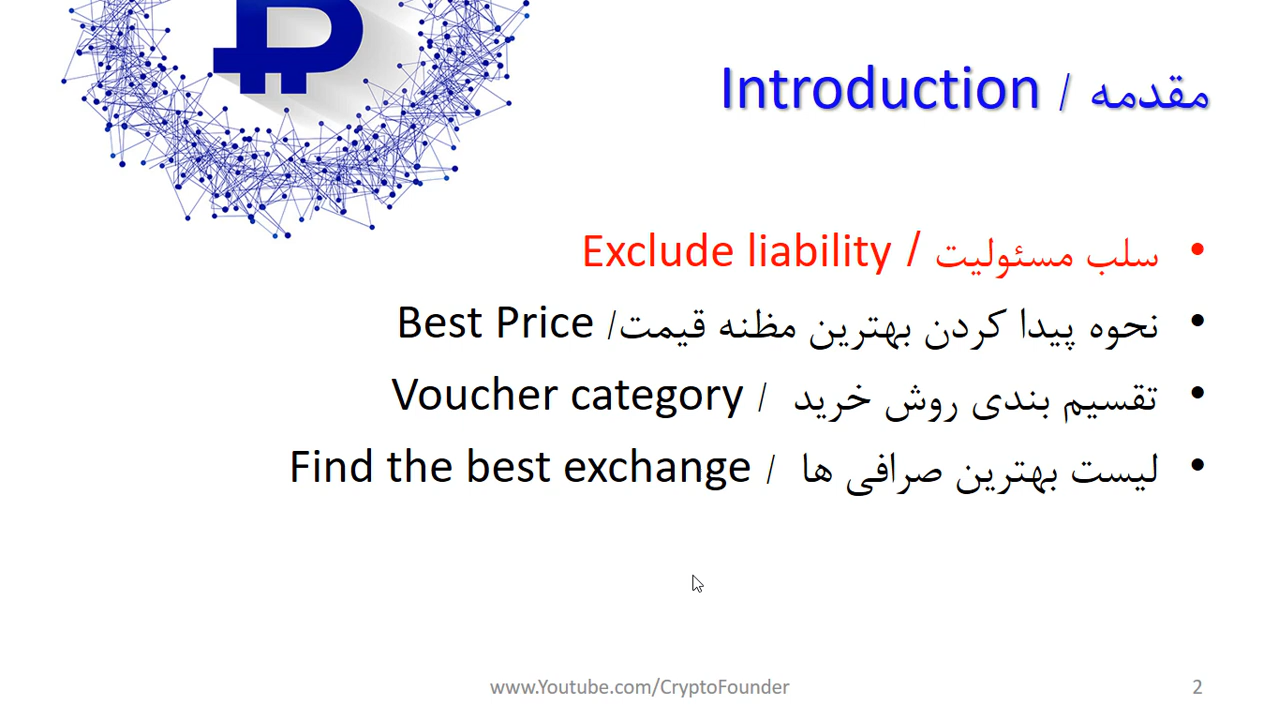 مقدمه / Introduction
• سلب مسئولیت / Exclude liability
• نحوه پیدا کردن بهترین مظنه قیمت/ Best Price
• تقسیم بندی روش خرید / Voucher category
• لیست بهترین صرافی ها / Find the best exchange
www.Youtube.com/CryptoFounder
2